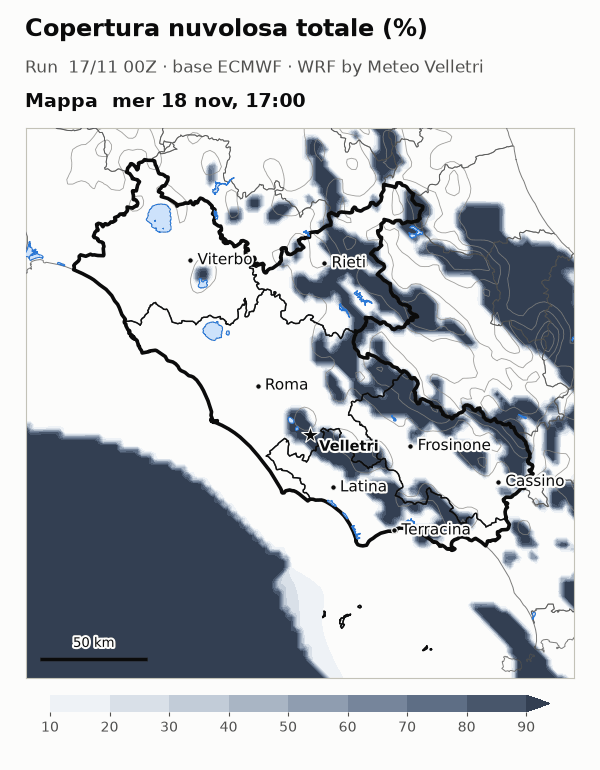 Copertura nuvolosa totale (%)
Run 17/11 00Z · base ECMWF · WRF by Meteo Velletri
Mappa mer 18 nov, 17:00
Viterbo
Rieti
Roma
Velletri
Frosinone
Latina
Cassino
Terracina
50 km
10 20 30 40 50 60 70 80 90